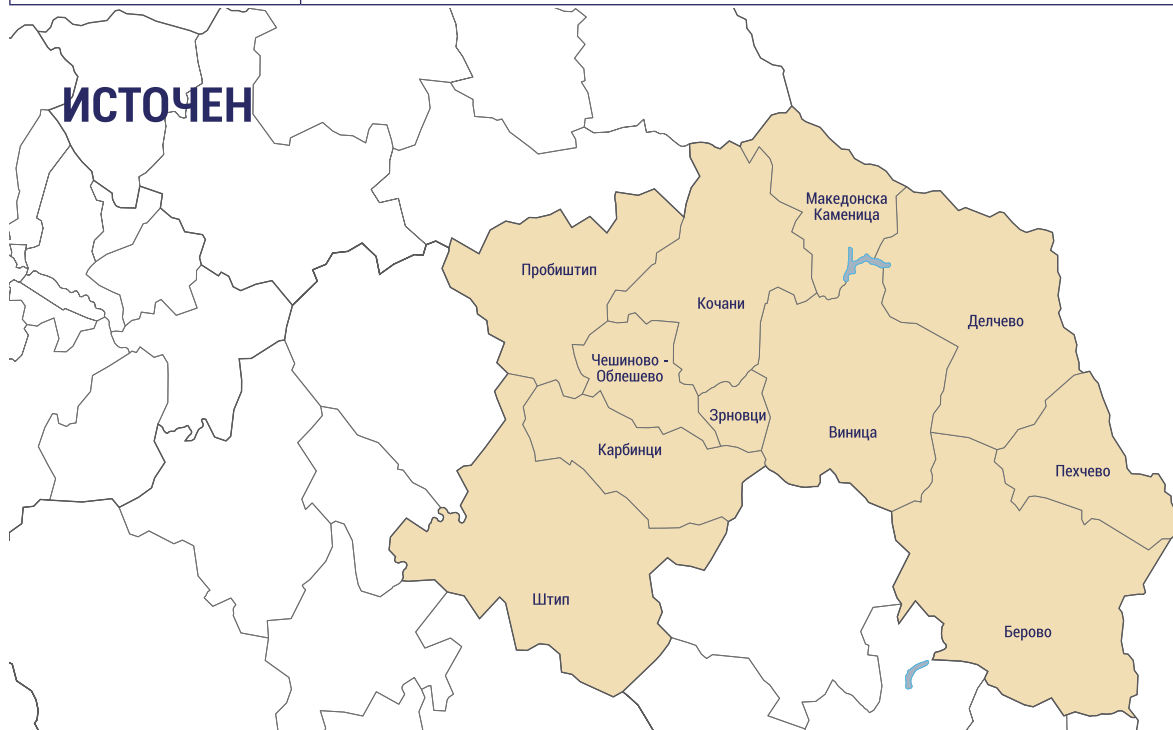 ИСТОЧЕН
Македонска
Каменица
Пробиштип
Кочани
Делчево
Чешиново -
Облешево
Зрновци
Виница
Карбинци
Пехчево
Штип
Берово